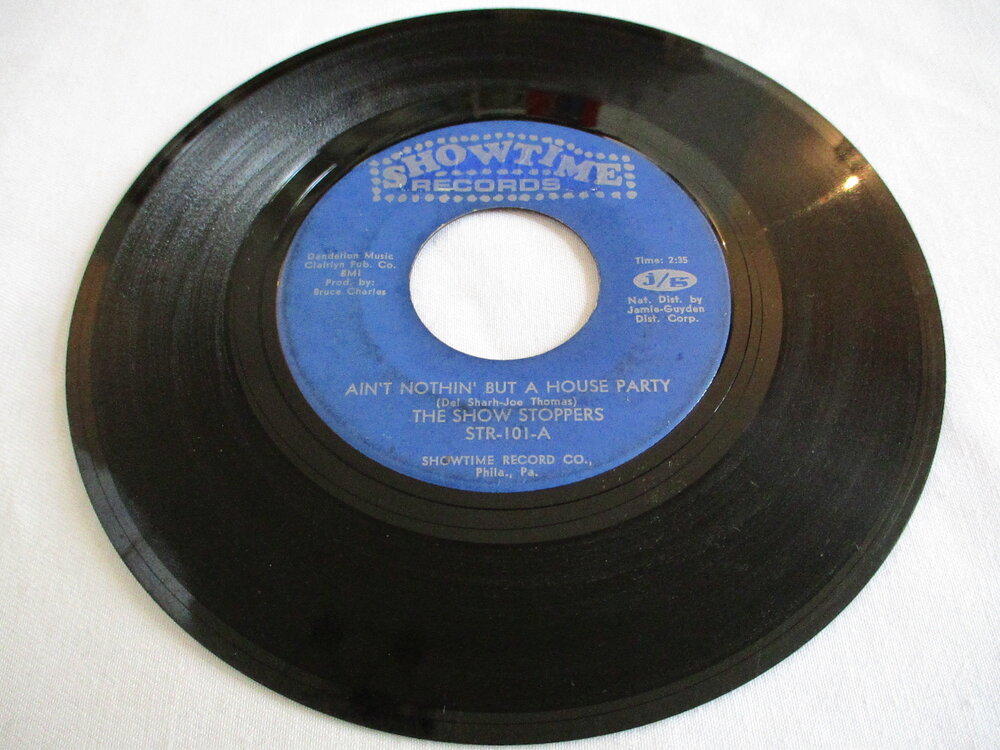 SHOWTIME
RECORDS
Dandelion Music
Clairlyn Pub. Co.
BMI
Prod. by:
Bruce Charles
Time: 2:35
j/g
Nat. Dist. by
Jamie-Guyden
Dist. Corp.
AIN'T NOTHIN' BUT A HOUSE PARTY
(Del Sharh-Joe Thomas)
THE SHOW STOPPERS
STR-101-A
SHOWTIME RECORD CO.,
Phila., Pa.